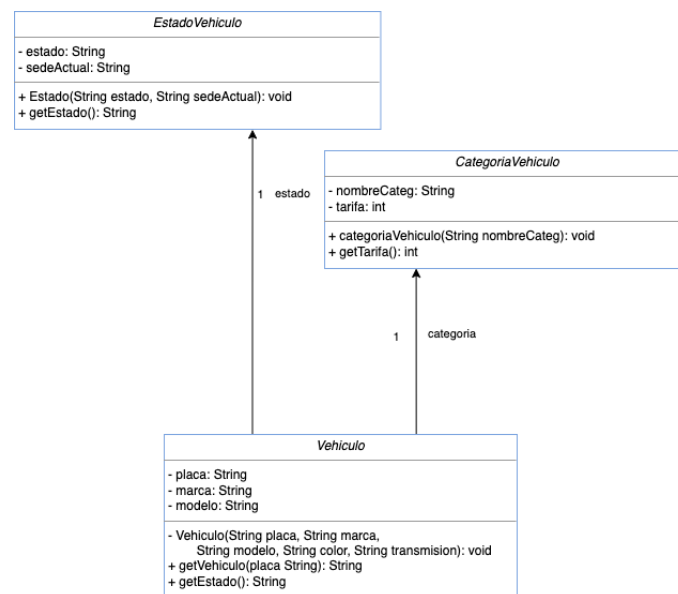 EstadoVehiculo
- estado: String
- sedeActual: String
+ Estado(String estado, String sedeActual): void
+ getEstado(): String
1 estado
CategoriaVehiculo
- nombreCateg: String
- tarifa: int
+ categoriaVehiculo(String nombreCateg): void
+ getTarifa(): int
1 categoria
Vehiculo
- placa: String
- marca: String
- modelo: String
- Vehiculo(String placa, String marca,
String modelo, String color, String transmision): void
+ getVehiculo(placa String): String
+ getEstado(): String